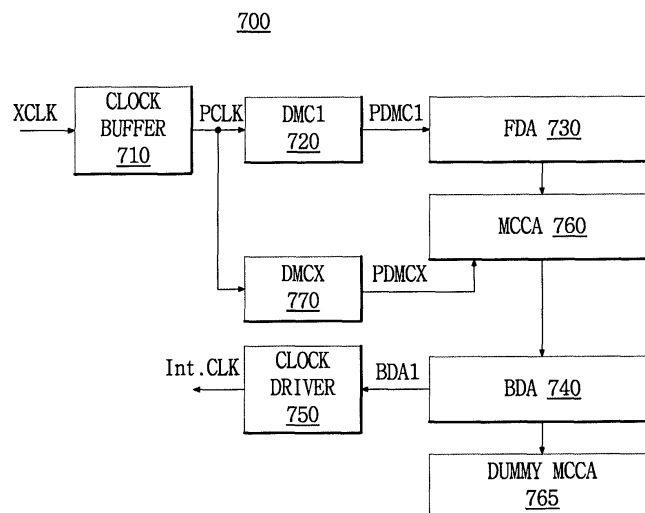 700
XCLK
CLOCK
BUFFER
710
PCLK
DMC1
720
PDMC1
FDA 730
MCCA 760
DMCX
770
PDMCX
Int.CLK
CLOCK
DRIVER
750
BDA1
BDA 740
DUMMY MCCA
765